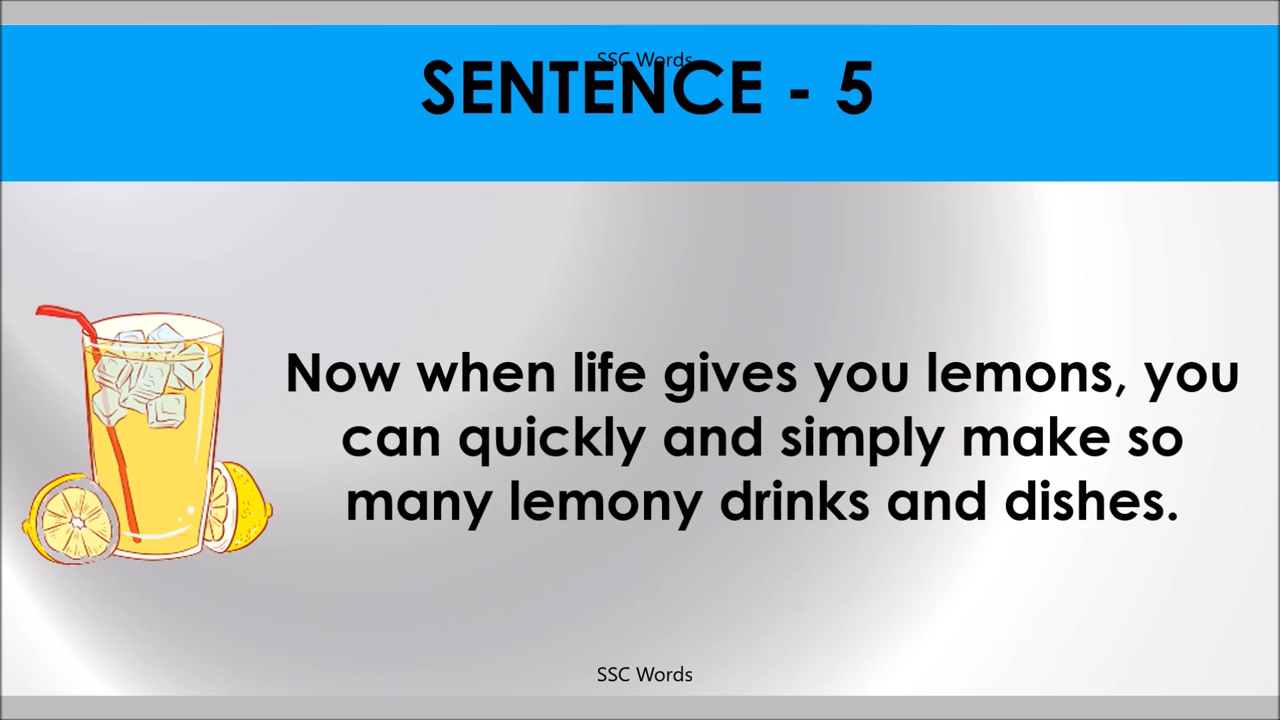 SSC Words
SENTENCE - 5
Now when life gives you lemons, you
can quickly and simply make so
many lemony drinks and dishes.
SSC Words